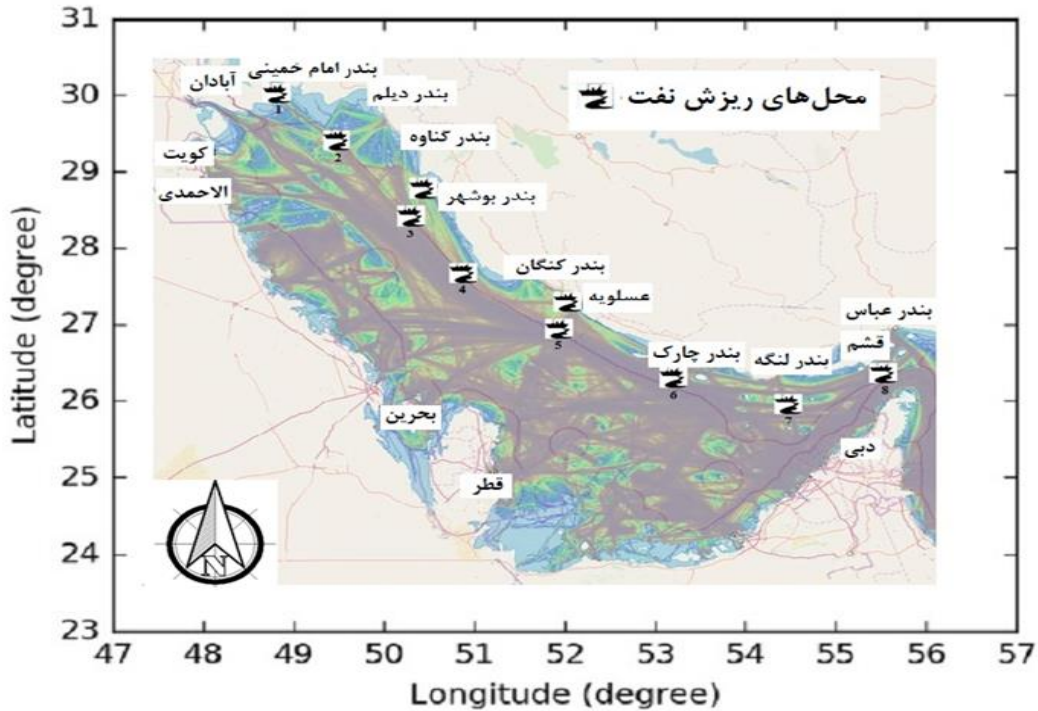 31
30
29
28
27
26
25
24
23
Latitude (degree)
محل‌های ریزش نفت
بندر امام خمینی
آبادان
بندر دیلم
بندر کناوه
کویت
الاحمدی
بندر بوشهر
بندر کنگان
عسلویه
بندر عباس
قشم
بندر لنگه
بندر چارک
بحرین
دبی
قطر
1
2
3
4
5
6
7
8
N
47 48 49 50 51 52 53 54 55 56 57
Longitude (degree)